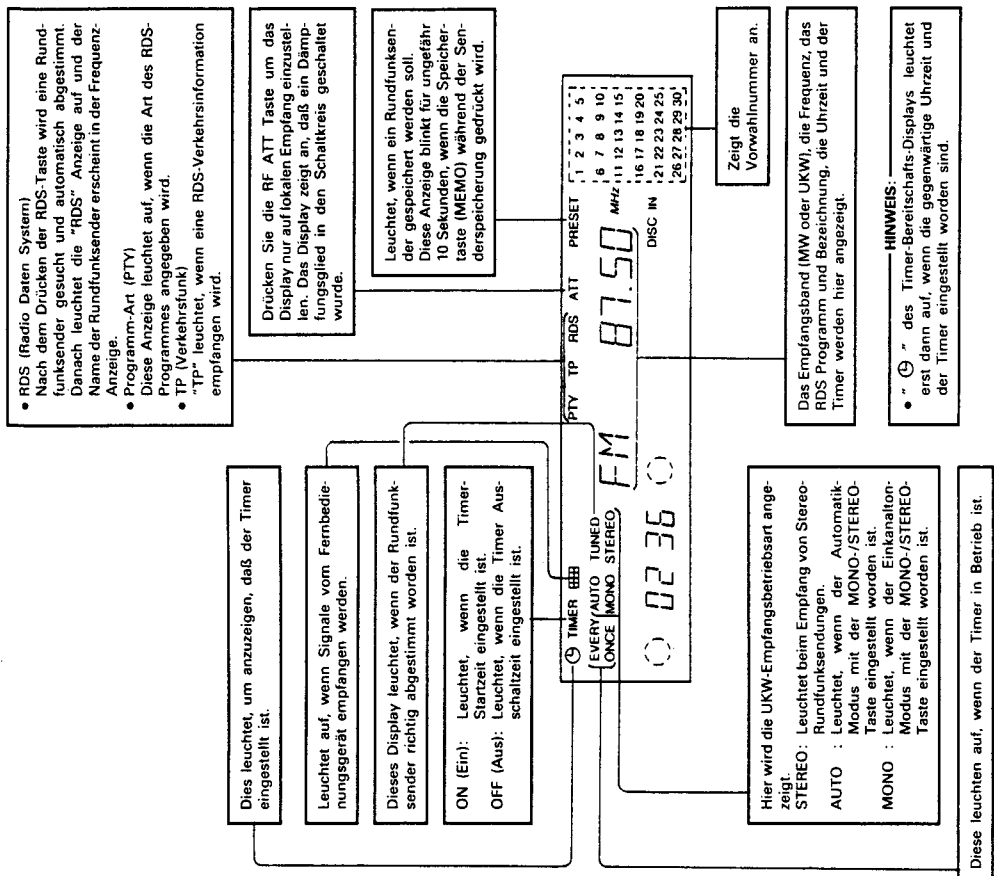 Dies leuchtet, um anzuzeigen, daß der Timer
eingestellt ist.
Leuchtet auf, wenn Signale vom Fernbedie-
nungsgerät empfangen werden.
Dieses Display leuchtet, wenn der Rundfunk-
sender richtig abgestimmt worden ist.
ON (Ein): Leuchtet, wenn die Timer-
Startzeit eingestellt ist.
OFF (Aus): Leuchtet, wenn die Timer Aus-
schaltzeit eingestellt ist.
• RDS (Radio Daten System)
Nach dem Drücken der RDS-Taste wird eine Rund-
funksender gesucht und automatisch abgestimmt.
Danach leuchtet die "RDS" Anzeige auf und der
Name der Rundfunksender erscheint in der Frequenz-
Anzeige.
• Program-Art (PTY)
Diese Anzeige leuchtet auf, wenn die Art des RDS-
Programmes angegeben wird.
• TP (Verkehrsfunk)
"TP" leuchtet, wenn eine RDS-Verkehrsinformation
empfangen wird.
Drücken Sie die RF ATT Taste um das
Display nur auf lokalen Empfang einzustel-
len. Das Display zeigt an, daß ein Dämp-
fungsglied in den Schaltkreis geschaltet
wurde.
Leuchtet, wenn ein Rundfunksen-
der gespeichert werden soll.
Diese Anzeige blinkt für ungefähr
10 Sekunden, wenn die Speicher-
taste (MEMO) während der Sen-
derspeicherung gedrückt wird.
TIMER PTY TP RDS ATT PRESET
EVERY AUTO TUNED
ONCE MONO STEREO
02 36 FM 87.50 MHz
DISC IN
1 2 3 4 5
6 7 8 9 10
11 12 13 14 15
16 17 18 19 20
21 22 23 24 25
26 27 28 29 30
Zeigt die
Vorwahlnummer an.
Hier wird die UKW-Empfangsbetriebsart ange-
zeigt.
STEREO: Leuchtet beim Empfang von Stereo-
Rundfunksendungen.
AUTO : Leuchtet, wenn der Automatik-
Modus mit der MONO-/STEREO-
Taste eingestellt worden ist.
MONO : Leuchtet, wenn der Einkanalton-
Modus mit der MONO-/STEREO-
Taste eingestellt worden ist.
Das Empfangsband (MW oder UKW), die Frequenz, das
RDS Programm und Bezeichnung, die Uhrzeit und der
Timer werden hier angezeigt.
HINWEIS:
• " " des Timer-Bereitschafts-Displays leuchtet
erst dann auf, wenn die gegenwärtige Uhrzeit und
der Timer eingestellt worden sind.
Diese leuchten auf, wenn der Timer in Betrieb ist.